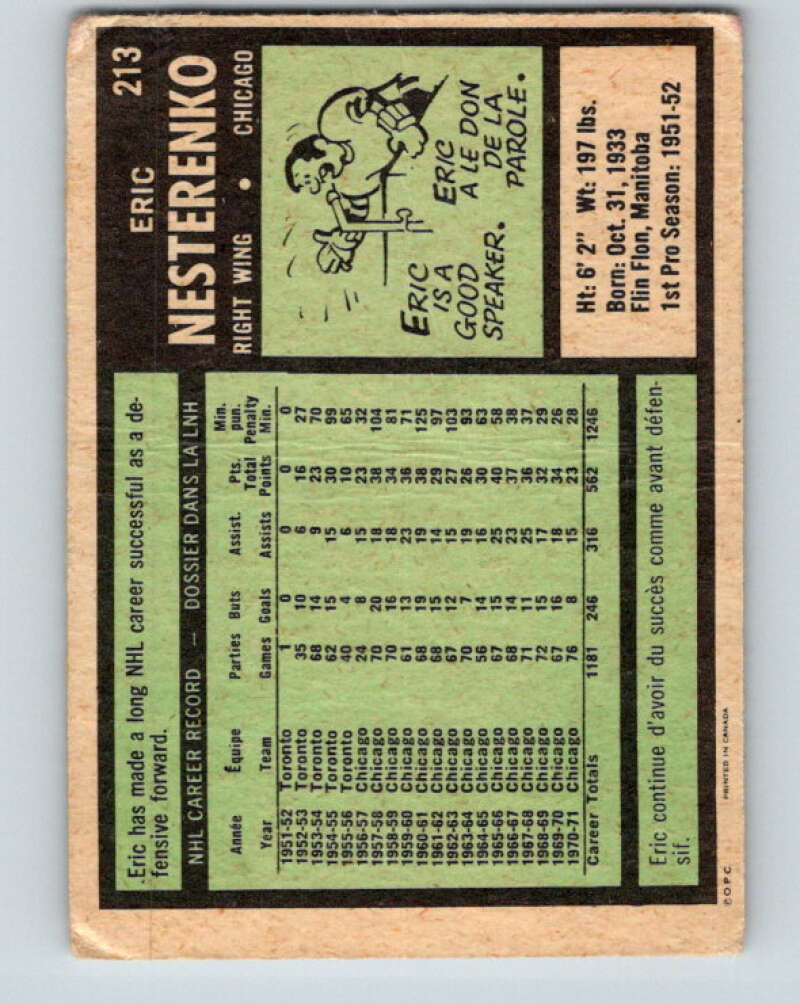 213
ERIC
NESTERENKO
RIGHT WING • CHICAGO
ERIC
IS A
GOOD
SPEAKER.
ERIC
A LE DON
DE LA
PAROLE.
Ht: 6' 2" Wt: 197 lbs.
Born: Oct. 31, 1933
Flin Flon, Manitoba
1st Pro Season: 1951-52
Eric has made a long NHL career successful as a de-
fensive forward.
NHL CAREER RECORD — DOSSIER DANS LA LNH
Année Équipe Parties Buts Assist. Pts. Total Min. pun.
Year Team Games Goals Assists Points Penalty Min.
1951-52 Toronto 1 0 0 0 0
1952-53 Toronto 35 10 6 16 27
1953-54 Toronto 68 14 9 23 70
1954-55 Toronto 62 15 15 30 99
1955-56 Toronto 40 4 6 10 65
1956-57 Chicago 24 8 15 23 32
1957-58 Chicago 70 20 18 38 104
1958-59 Chicago 70 16 18 34 81
1959-60 Chicago 61 13 23 36 71
1960-61 Chicago 68 19 19 38 125
1961-62 Chicago 68 15 14 29 97
1962-63 Chicago 67 12 15 27 103
1963-64 Chicago 70 7 19 26 93
1964-65 Chicago 56 14 16 30 63
1965-66 Chicago 67 15 25 40 58
1966-67 Chicago 68 14 23 37 38
1967-68 Chicago 71 11 25 36 37
1968-69 Chicago 72 15 17 32 29
1969-70 Chicago 67 16 18 34 26
1970-71 Chicago 76 8 15 23 28
Career Totals 1181 246 316 562 1246
Eric continue d'avoir du succès comme avant défen-
sif.
© O.P.C. PRINTED IN CANADA